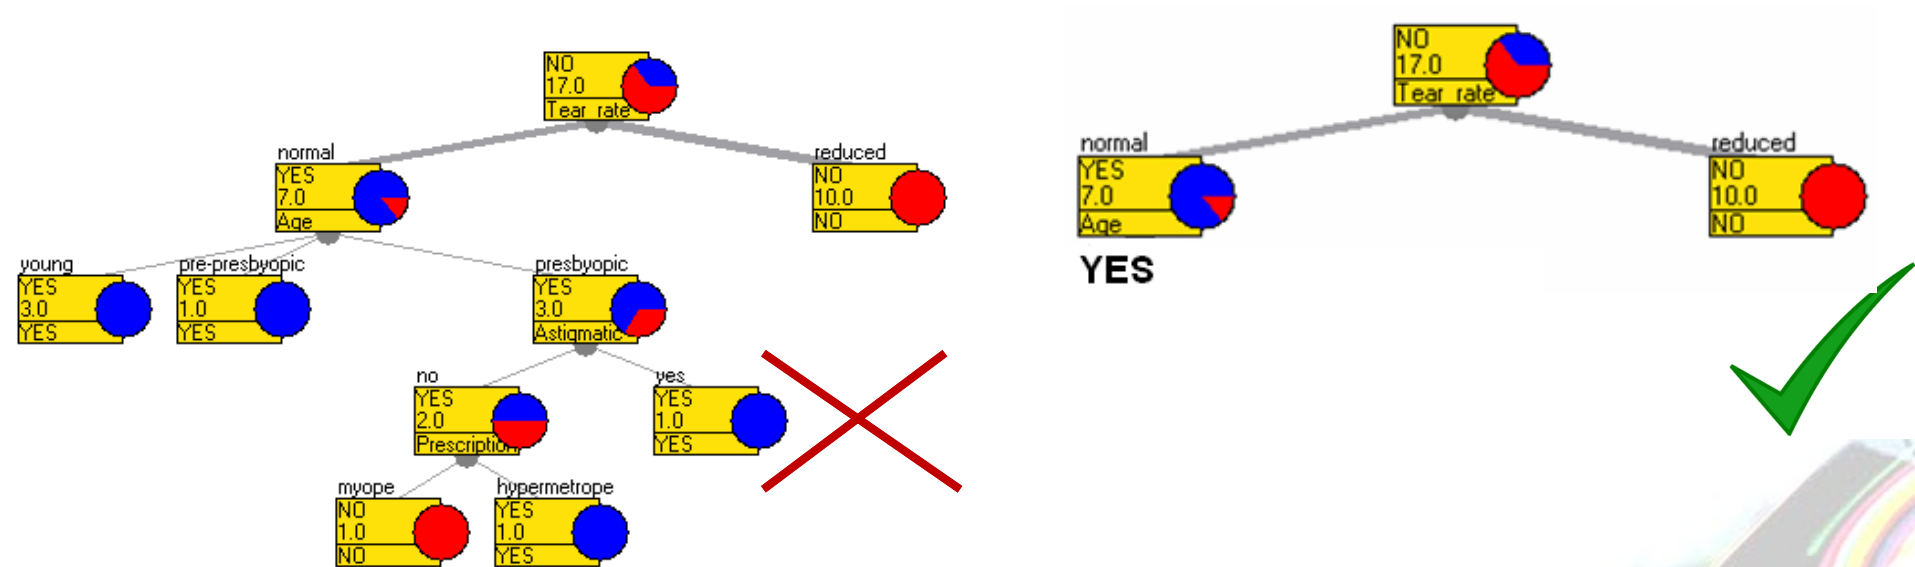 NO
17.0
Tear rate
normal
YES
7.0
Age
reduced
NO
10.0
NO
young
YES
3.0
YES
pre-presbyopic
YES
1.0
YES
presbyopic
YES
3.0
Astigmatic
no
YES
2.0
Prescription
yes
YES
1.0
YES
myope
NO
1.0
NO
hypermetrope
YES
1.0
YES
NO
17.0
Tear rate
normal
YES
7.0
Age
YES
reduced
NO
10.0
NO